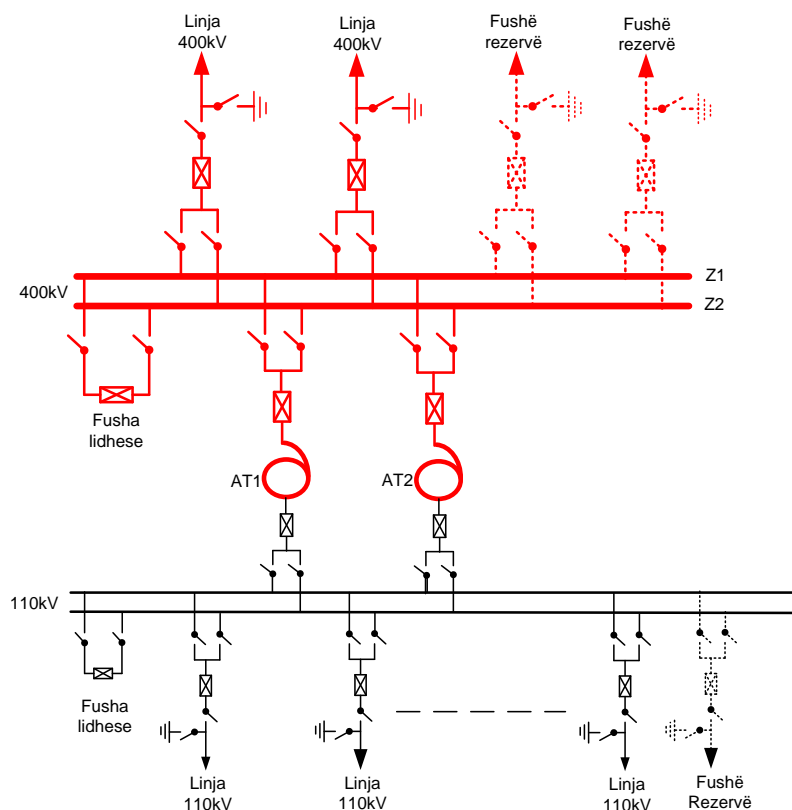 Linja
400kV
Linja
400kV
Fushë
rezervë
Fushë
rezervë
Z1
400kV
Z2
Fusha
lidhese
AT1
AT2
110kV
Fusha
lidhese
Linja
110kV
Linja
110kV
Linja
110kV
Fushë
Rezervë